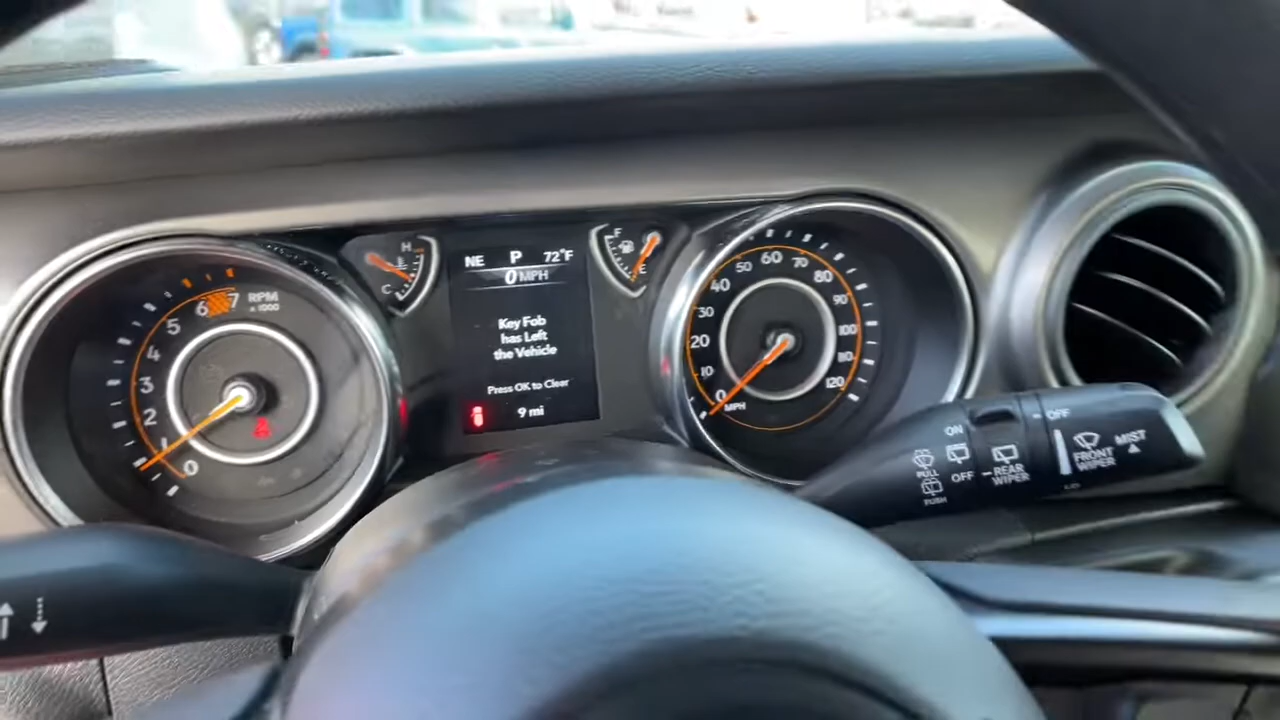 7
6
5
4
3
2
1
0
RPM
x 1000
H
C
NE P 72°F
0 MPH
Key Fob
has Left
the Vehicle
Press OK to Clear
9 mi
F
E
0
10
20
30
40
50
60
70
80
90
100
120
MPH
ON
OFF
PULL
PUSH
REAR
WIPER
OFF
FRONT
WIPER
MIST